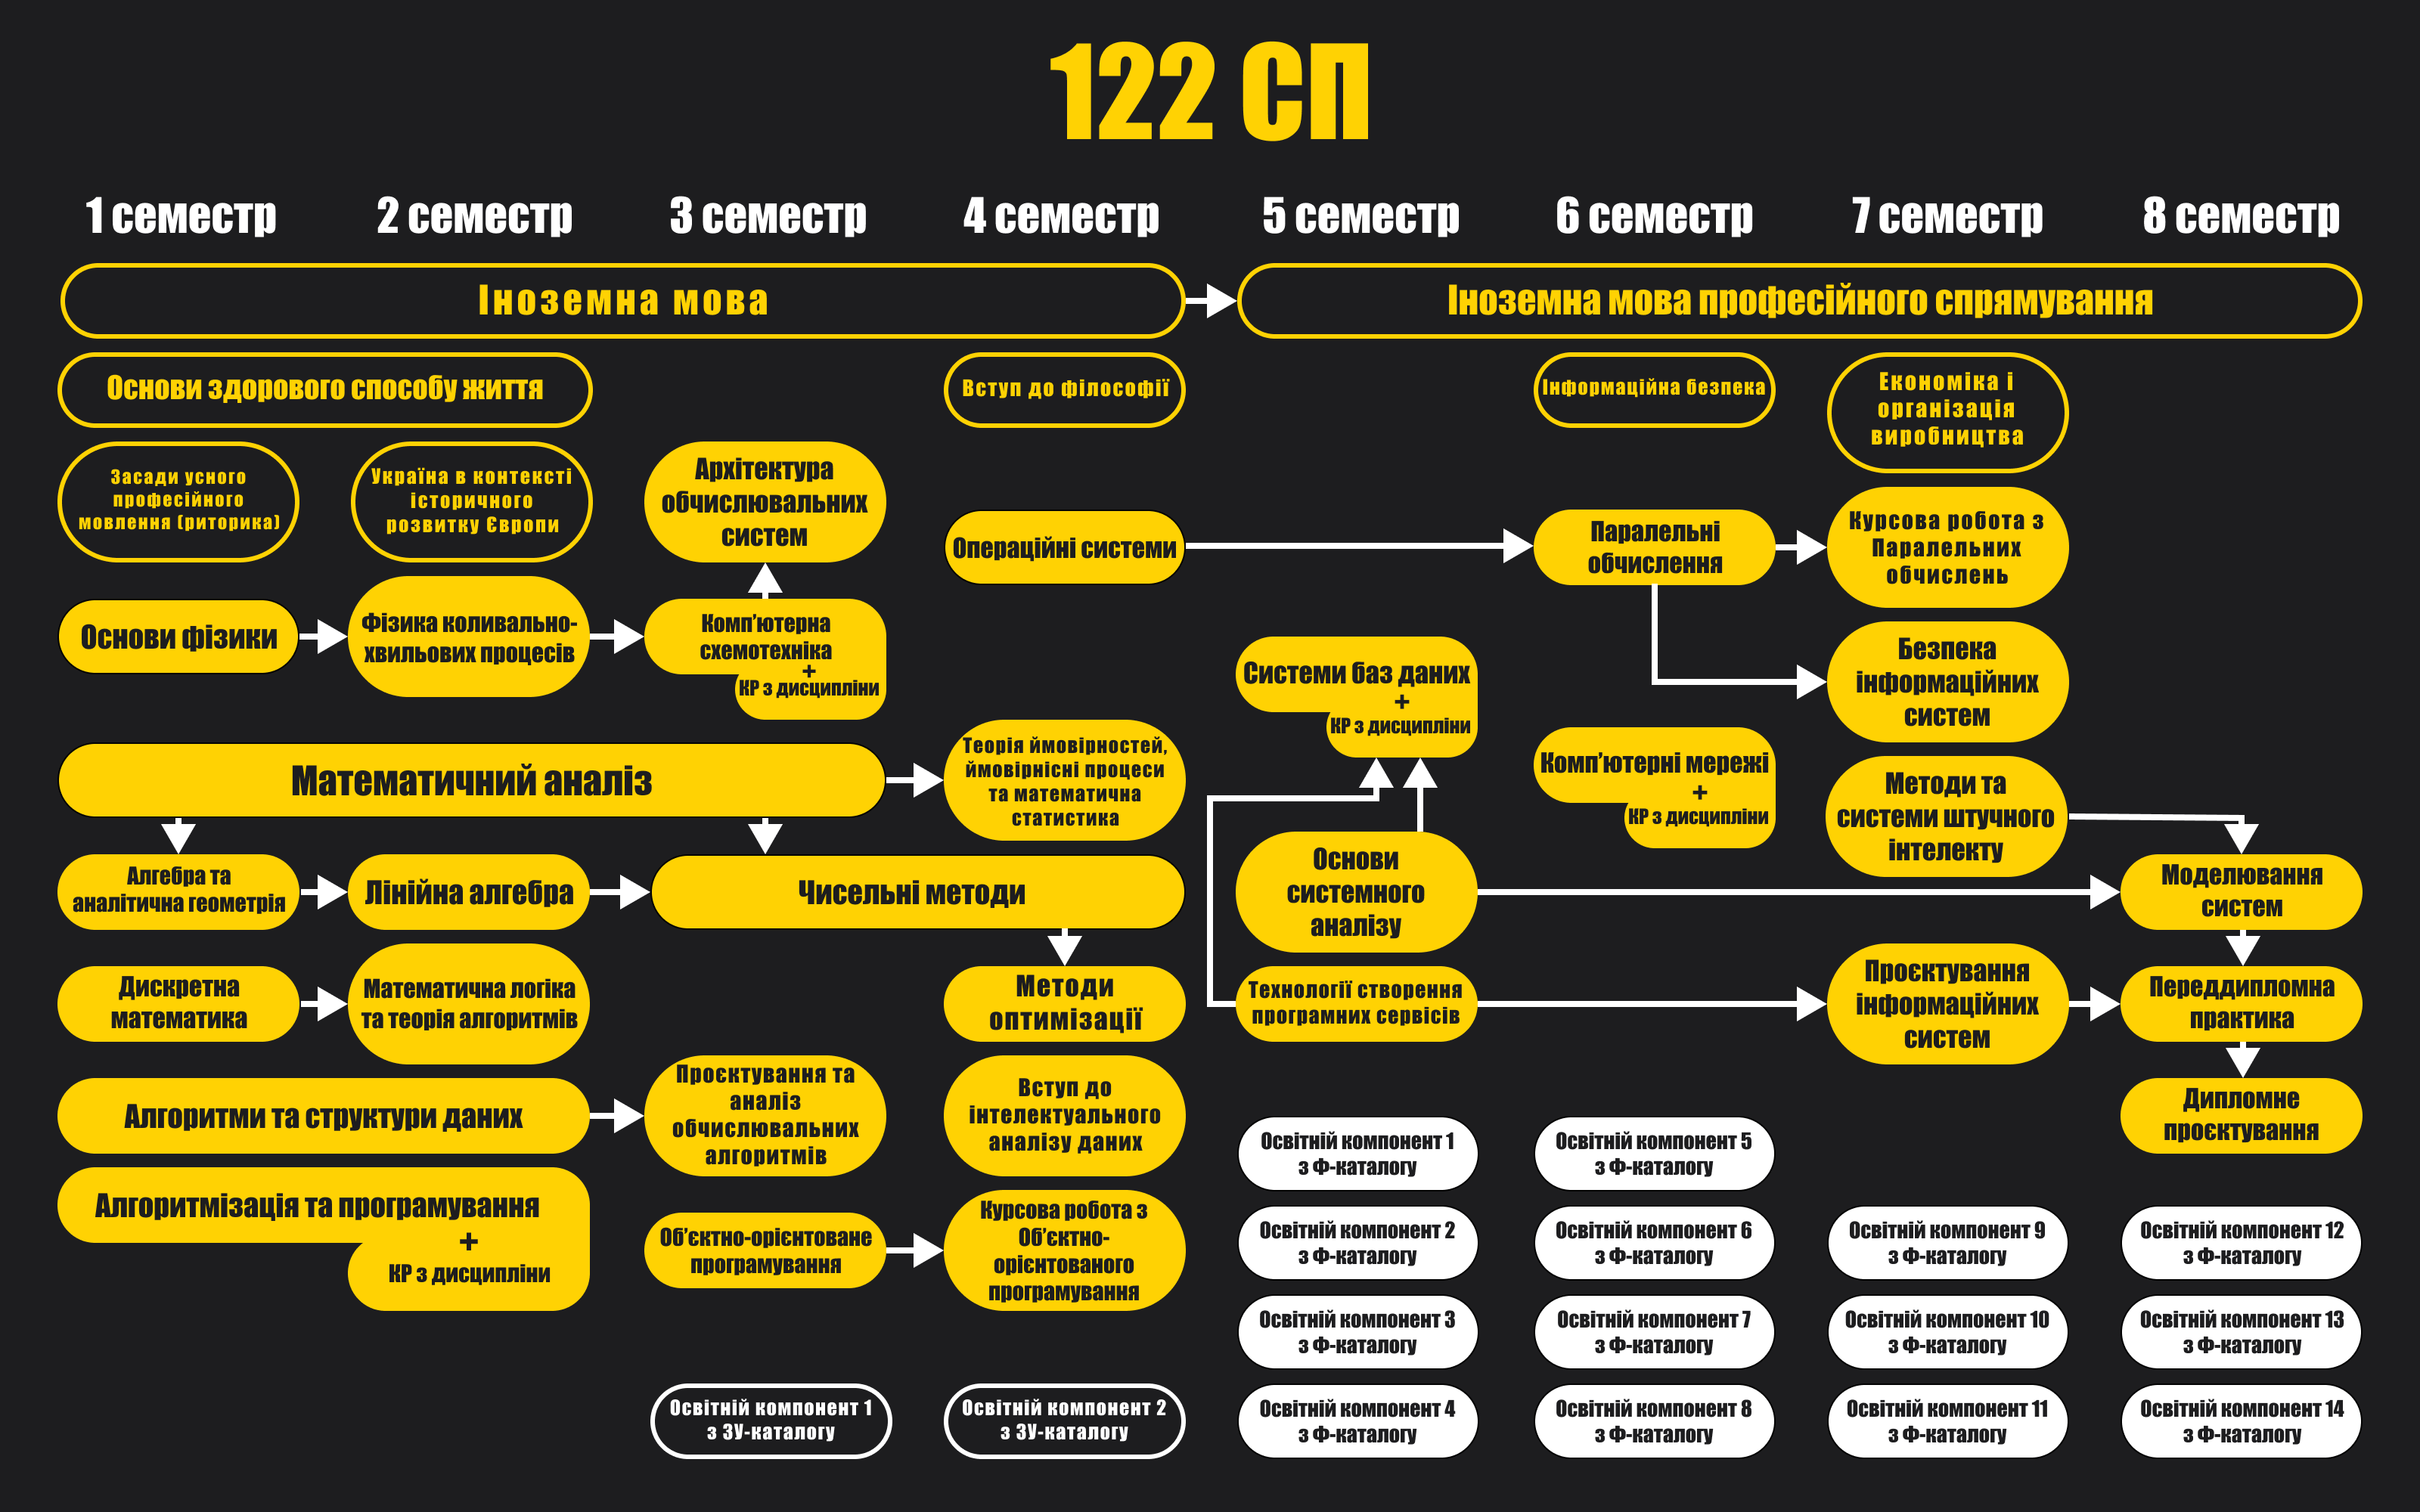 122 СП
1 семестр
2 семестр
3 семестр
4 семестр
5 семестр
6 семестр
7 семестр
8 семестр
Іноземна мова
Іноземна мова професійного спрямування
Основи здорового способу життя
Вступ до філософії
Інформаційна безпека
Економіка і
організація
виробництва
Засади усного
професійного
мовлення (риторика)
Україна в контексті
історичного
розвитку Європи
Архітектура
обчислювальних
систем
Операційні системи
Паралельні
обчислення
Курсова робота з
Паралельних
обчислень
Основи фізики
Фізика коливально-
хвильових процесів
Комп’ютерна
схемотехніка
+
КР з дисципліни
Системи баз даних
+
КР з дисципліни
Безпека
інформаційних
систем
Математичний аналіз
Теорія ймовірностей,
ймовірнісні процеси
та математична
статистика
Комп’ютерні мережі
+
КР з дисципліни
Методи та
системи штучного
інтелекту
Алгебра та
аналітична геометрія
Лінійна алгебра
Чисельні методи
Основи
системного
аналізу
Моделювання
систем
Дискретна
математика
Математична логіка
та теорія алгоритмів
Методи
оптимізації
Технології створення
програмних сервісів
Проєктування
інформаційних
систем
Переддипломна
практика
Алгоритми та структури даних
Проєктування та
аналіз
обчислювальних
алгоритмів
Вступ до
інтелектуального
аналізу даних
Дипломне
проєктування
Освітній компонент 1
з Ф-каталогу
Освітній компонент 5
з Ф-каталогу
Алгоритмізація та програмування
+
КР з дисципліни
Об’єктно-орієнтоване
програмування
Курсова робота з
Об’єктно-
орієнтованого
програмування
Освітній компонент 2
з Ф-каталогу
Освітній компонент 6
з Ф-каталогу
Освітній компонент 9
з Ф-каталогу
Освітній компонент 12
з Ф-каталогу
Освітній компонент 3
з Ф-каталогу
Освітній компонент 7
з Ф-каталогу
Освітній компонент 10
з Ф-каталогу
Освітній компонент 13
з Ф-каталогу
Освітній компонент 1
з ЗУ-каталогу
Освітній компонент 2
з ЗУ-каталогу
Освітній компонент 4
з Ф-каталогу
Освітній компонент 8
з Ф-каталогу
Освітній компонент 11
з Ф-каталогу
Освітній компонент 14
з Ф-каталогу